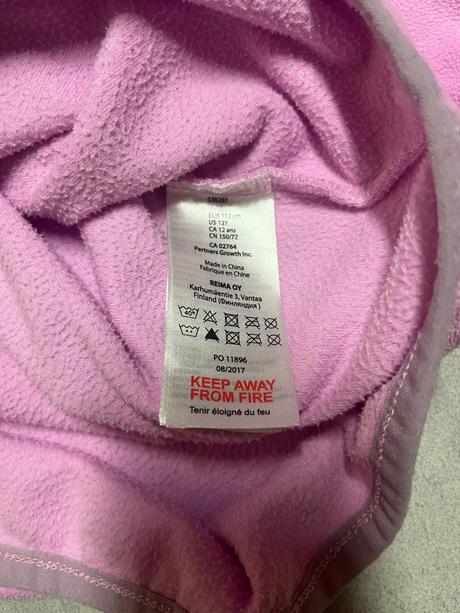 536287
EUR 152 cm
US 12Y
CA 12 ans
CN 150/72
CA 02764
Partners Growth Inc.
Made in China
Fabriqué en Chine
REIMA OY
Karhumäentie 3, Vantaa
Finland (Финляндия)
40°
PO 11896
08/2017
KEEP AWAY
FROM FIRE
Tenir éloigné du feu